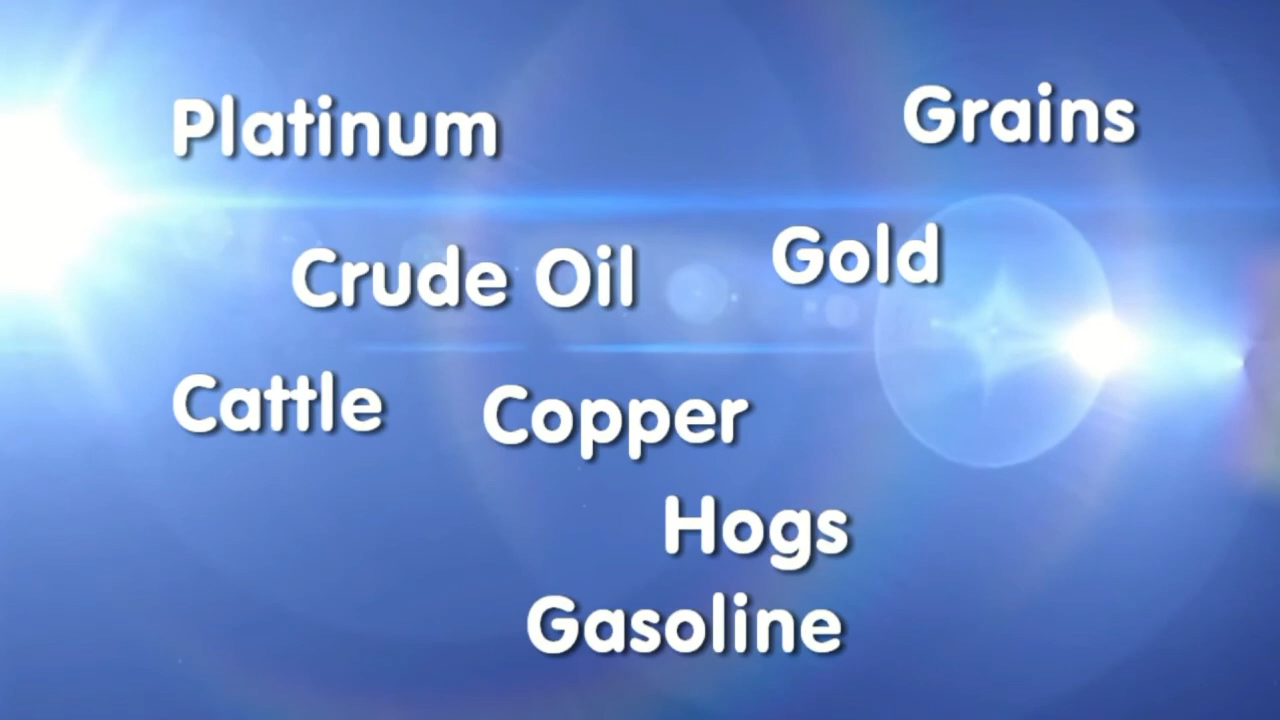 Platinum
Grains
Crude Oil
Gold
Cattle
Copper
Hogs
Gasoline